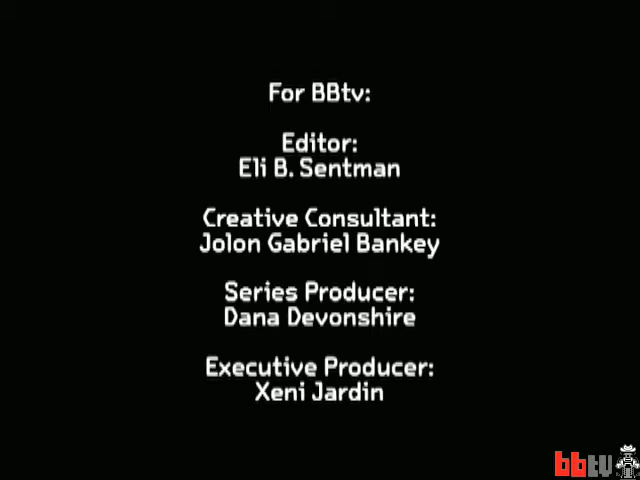 For BBtv:
Editor:
Eli B. Sentman
Creative Consultant:
Jolon Gabriel Bankey
Series Producer:
Dana Devonshire
Executive Producer:
Xeni Jardin
bbtv